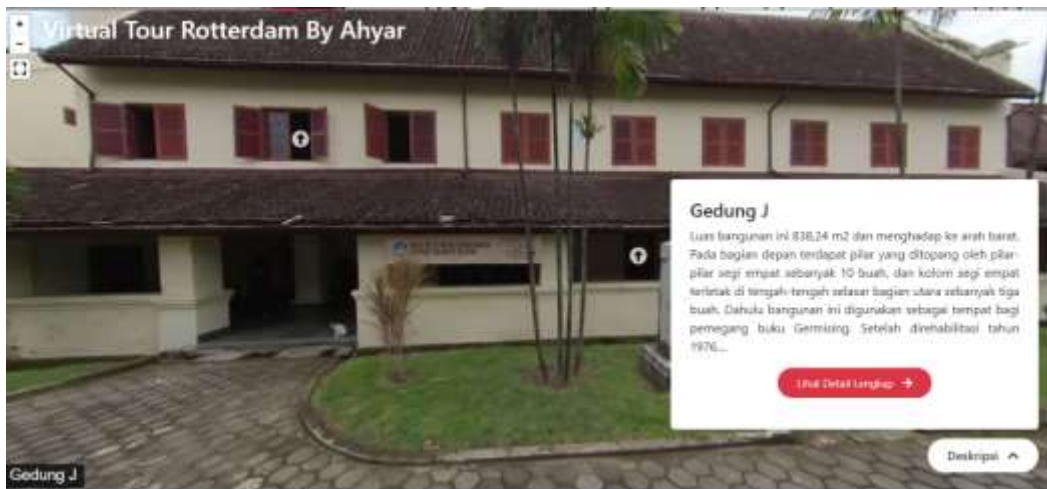 Virtual Tour Rotterdam By Ahyar
Gedung J
Luas bangunan ini 838,24 m2 dan menghadap ke arah barat.
Pada bagian depan terdapat pilar yang ditopang oleh pilar-
pilar segi empat sebanyak 10 buah, dan kolom segi empat
terletak di tengah-tengah selasar bagian utara sebanyak tiga
buah. Dahulu bangunan ini digunakan sebagai tempat bagi
pemegang buku Germising. Setelah direhabilitasi tahun
1976...
Lihat Detail Lengkap
Deskripsi
Gedung J